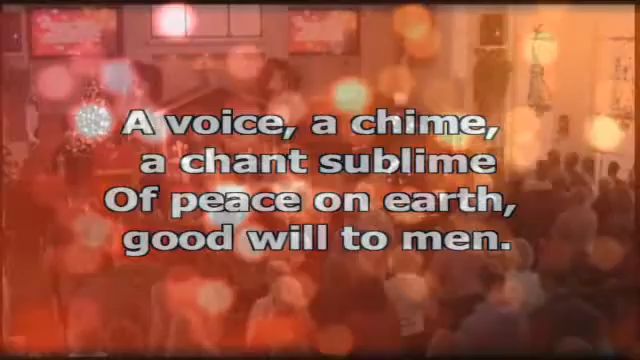 A voice, a chime,
a chant sublime
Of peace on earth,
good will to men.